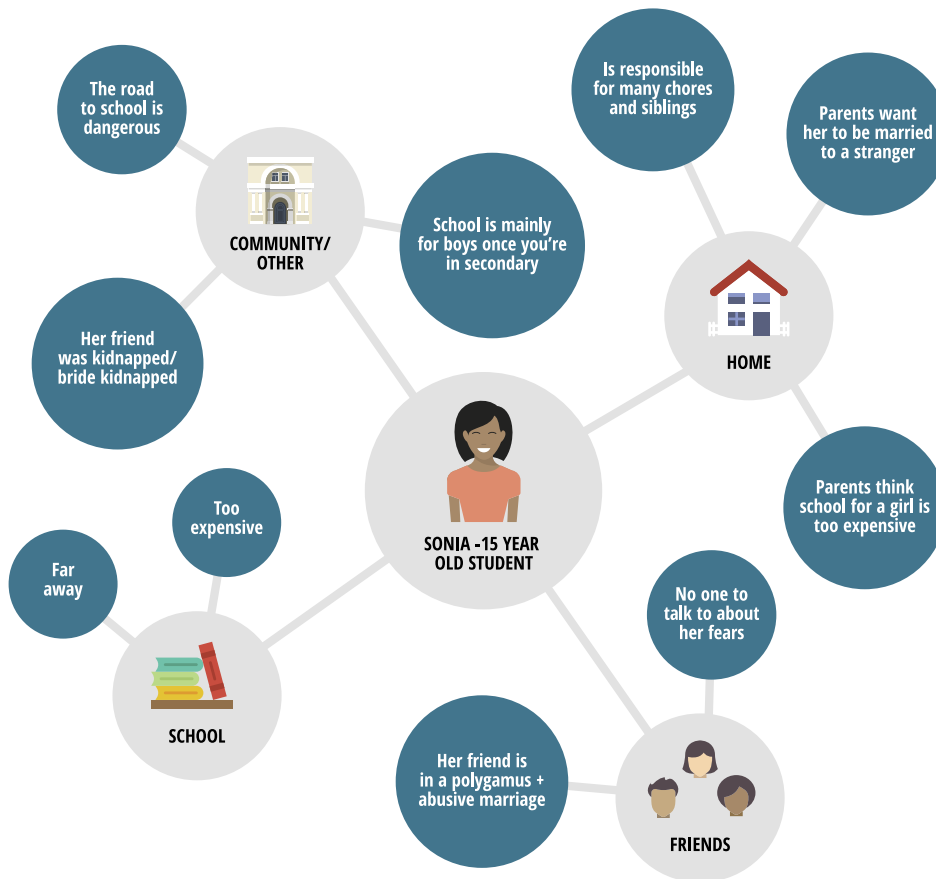 The road
to school is
dangerous
COMMUNITY/
OTHER
School is mainly
for boys once you're
in secondary
Her friend
was kidnapped/
bride kidnapped
Is responsible
for many chores
and siblings
Parents want
her to be married
to a stranger
HOME
Parents think
school for a girl is
too expensive
SONIA -15 YEAR
OLD STUDENT
Too
expensive
Far
away
SCHOOL
No one to
talk to about
her fears
Her friend is
in a polygamus +
abusive marriage
FRIENDS